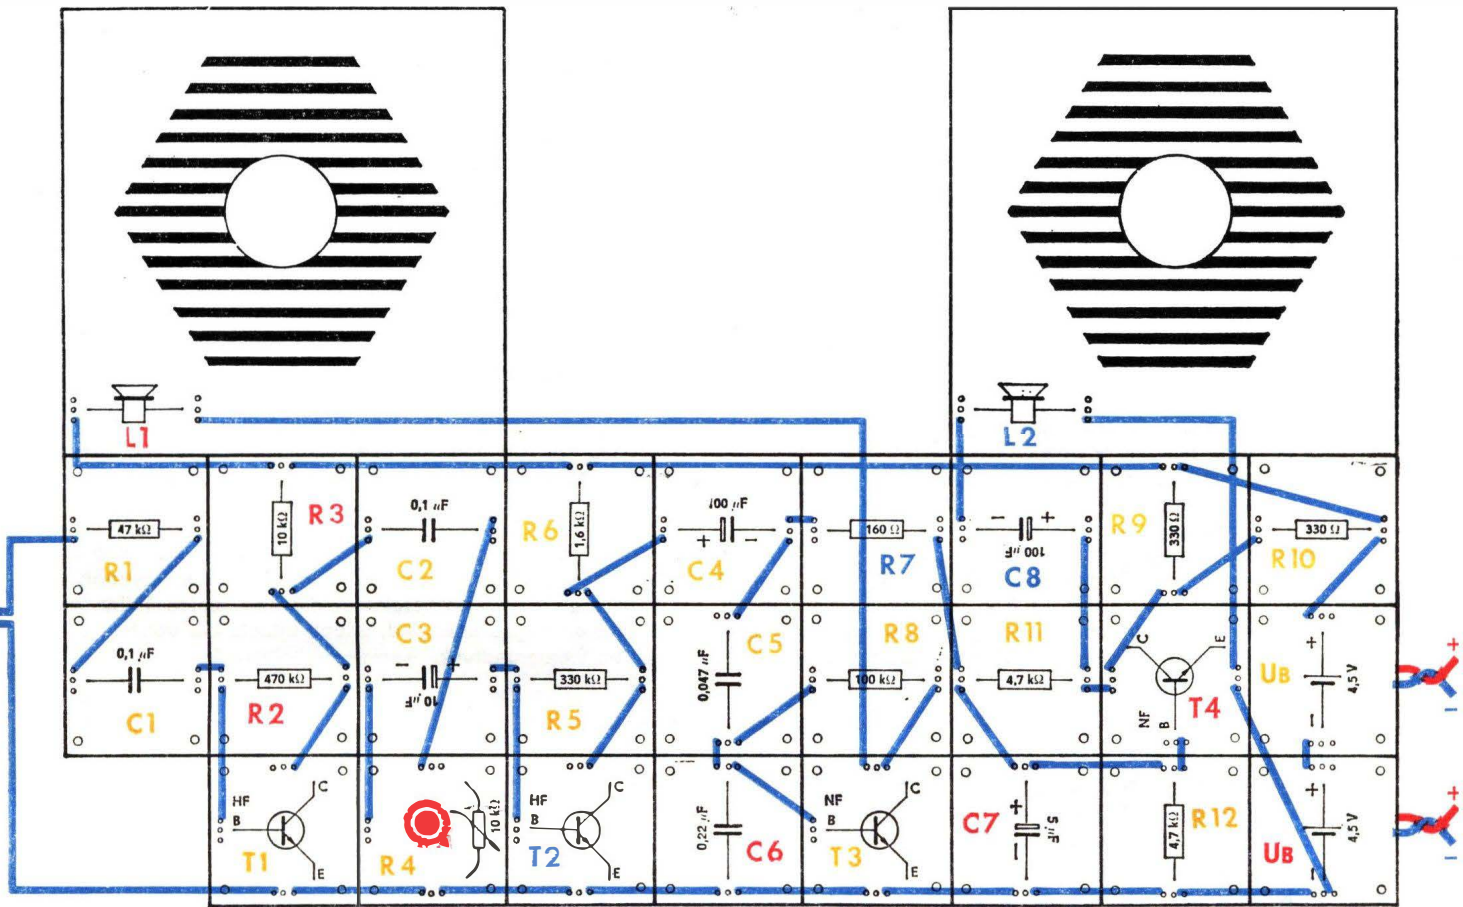 L1
L2
47 kΩ
R1
10 kΩ
R3
0,1 µF
C2
R6
1,6 kΩ
100 µF
+
−
C4
160 Ω
R7
−
+
100 µF
C8
R9
330 Ω
330 Ω
R10
0,1 µF
C1
470 kΩ
R2
C3
−
+
10 µF
330 kΩ
R5
C5
0,047 µF
R8
100 kΩ
R11
4,7 kΩ
C
E
NF
B
T4
UB
+
−
4,5 V
+
−
HF
B
C
E
T1
R4
10 kΩ
HF
B
C
E
T2
0,22 µF
C6
NF
B
C
E
T3
C7
+
−
5 µF
4,7 kΩ
R12
UB
+
−
4,5 V
+
−